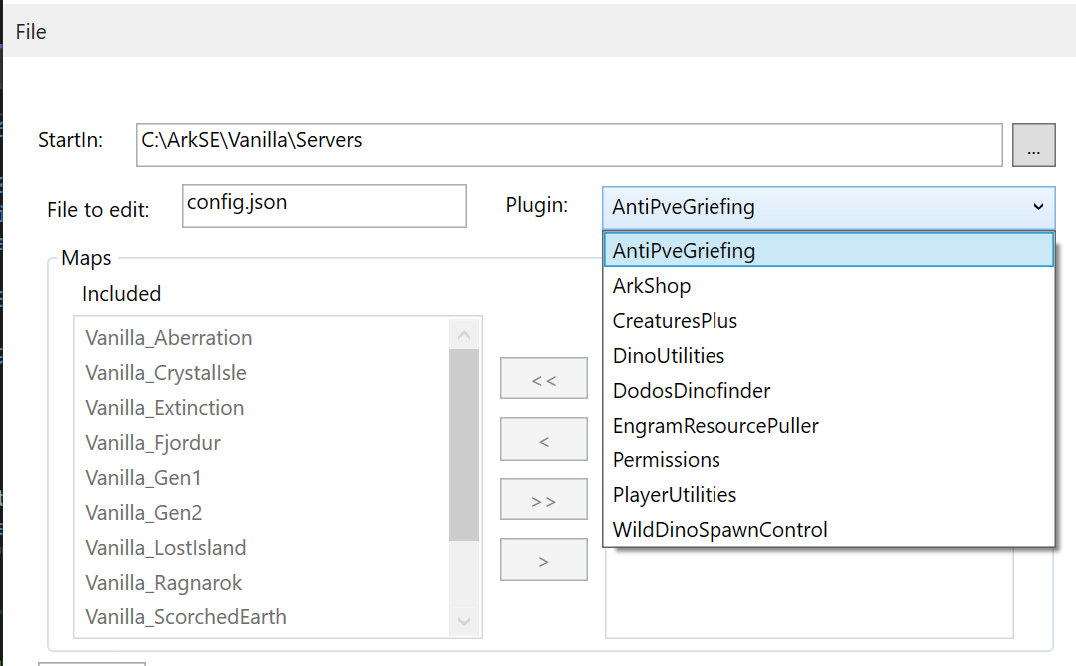 File
StartIn:
C:\ArkSE\Vanilla\Servers
...
File to edit:
config.json
Plugin:
AntiPveGriefing
AntiPveGriefing
ArkShop
CreaturesPlus
DinoUtilities
DodosDinofinder
EngramResourcePuller
Permissions
PlayerUtilities
WildDinoSpawnControl
Maps
Included
Vanilla_Aberration
Vanilla_CrystalIsle
Vanilla_Extinction
Vanilla_Fjordur
Vanilla_Gen1
Vanilla_Gen2
Vanilla_LostIsland
Vanilla_Ragnarok
Vanilla_ScorchedEarth
<<
<
>>
>